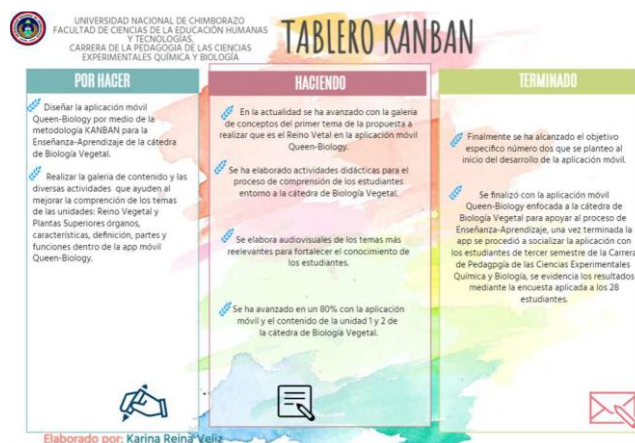 UNIVERSIDAD NACIONAL DE CHIMBORAZO
FACULTAD DE CIENCIAS DE LA EDUCACIÓN HUMANAS
Y TECNOLOGÍAS.
CARRERA DE LA PEDAGOGIA DE LAS CIENCIAS
EXPERIMENTALES QUÍMICA Y BIOLOGÍA
TABLERO KANBAN
POR HACER
Diseñar la aplicación móvil
Queen-Biology por medio de la
metodología KANBAN para la
Enseñanza-Aprendizaje de la cátedra
de Biología Vegetal.
Realizar la galeria de contenido y las
diversas actividades que ayuden al
mejorar la comprención de los temas
de las unidades: Reino Vegetal y
Plantas Superiores órganos,
características, definición, partes y
funciones dentro de la app móvil
Queen-Biology.
HACIENDO
En la actualidad se ha avanzado con la galeria
de conceptos del primer tema de la propuesta a
realizar que es el Reino Vetal en la aplicación móvil
Queen-Biology.
Se ha elaborado actividades didácticas para el
proceso de comprensión de los estudiantes
entorno a la cátedra de Biología Vegetal.
Se elabora audiovisuales de los temas más
reelevantes para fortalecer el conocimiento de
los estudiantes.
Se ha avanzado en un 80% con la aplicación
móvil y el contenido de la unidad 1 y 2 de
la cátedra de Biología Vegetal.
TERMINADO
Finalmente se ha alcanzado el objetivo
especifico número dos que se planteo al
inicio del desarrollo de la aplicación móvil.
Se finalizó con la aplicación móvil
Queen-Biology enfocada a la cátedra de
Biología Vegetal para apoyar al proceso de
Enseñanza-Aprendizaje, una vez terminada la
app se procedió a socializar la aplicación con
los estudiantes de tercer semestre de la Carrera
de Pedagpgía de las Ciencias Experimentales
Química y Biología, se evidencia los resultados
mediante la encuesta aplicada a los 28
estudiantes.
Elaborado por: Karina Reina Veliz